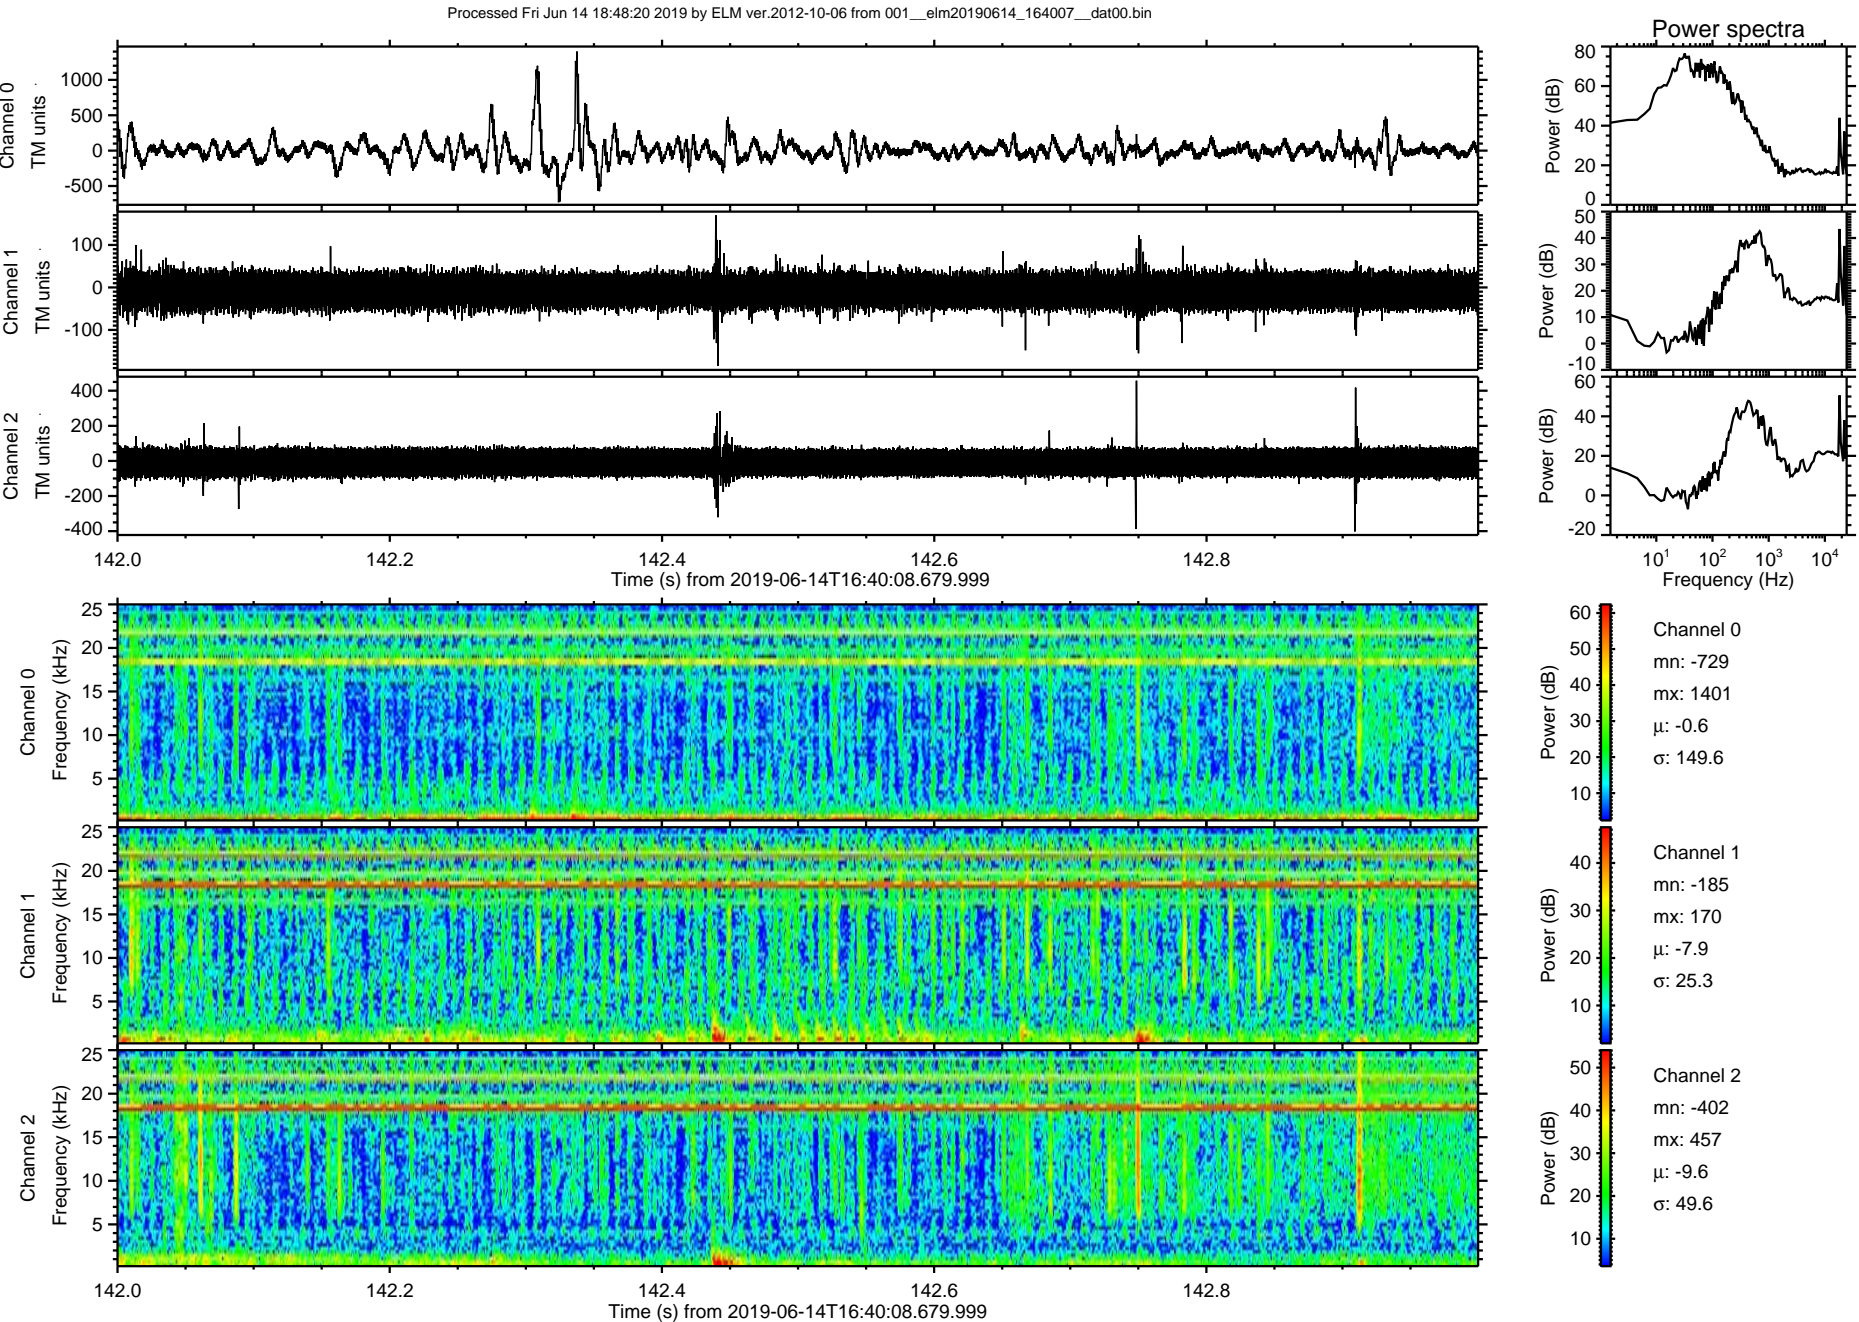 Processed Fri Jun 14 18:48:20 2019 by ELM ver.2012-10-06 from 001__elm20190614_164007__dat00.bin
Power spectra
Channel 0
TM units
1000
500
0
-500
Power (dB)
80
60
40
20
0
Channel 1
TM units
100
0
-100
Power (dB)
50
40
30
20
10
0
-10
Channel 2
TM units
400
200
0
-200
-400
Power (dB)
60
40
20
0
-20
142.0 142.2 142.4 142.6 142.8
Time (s) from 2019-06-14T16:40:08.679.999
10¹ 10² 10³ 10⁴
Frequency (Hz)
Channel 0
Frequency (kHz)
25
20
15
10
5
Power (dB)
60
50
40
30
20
10
Channel 0
mn: -729
mx: 1401
μ: -0.6
σ: 149.6
Channel 1
Frequency (kHz)
25
20
15
10
5
Power (dB)
40
30
20
10
Channel 1
mn: -185
mx: 170
μ: -7.9
σ: 25.3
Channel 2
Frequency (kHz)
25
20
15
10
5
Power (dB)
50
40
30
20
10
Channel 2
mn: -402
mx: 457
μ: -9.6
σ: 49.6
142.0 142.2 142.4 142.6 142.8
Time (s) from 2019-06-14T16:40:08.679.999